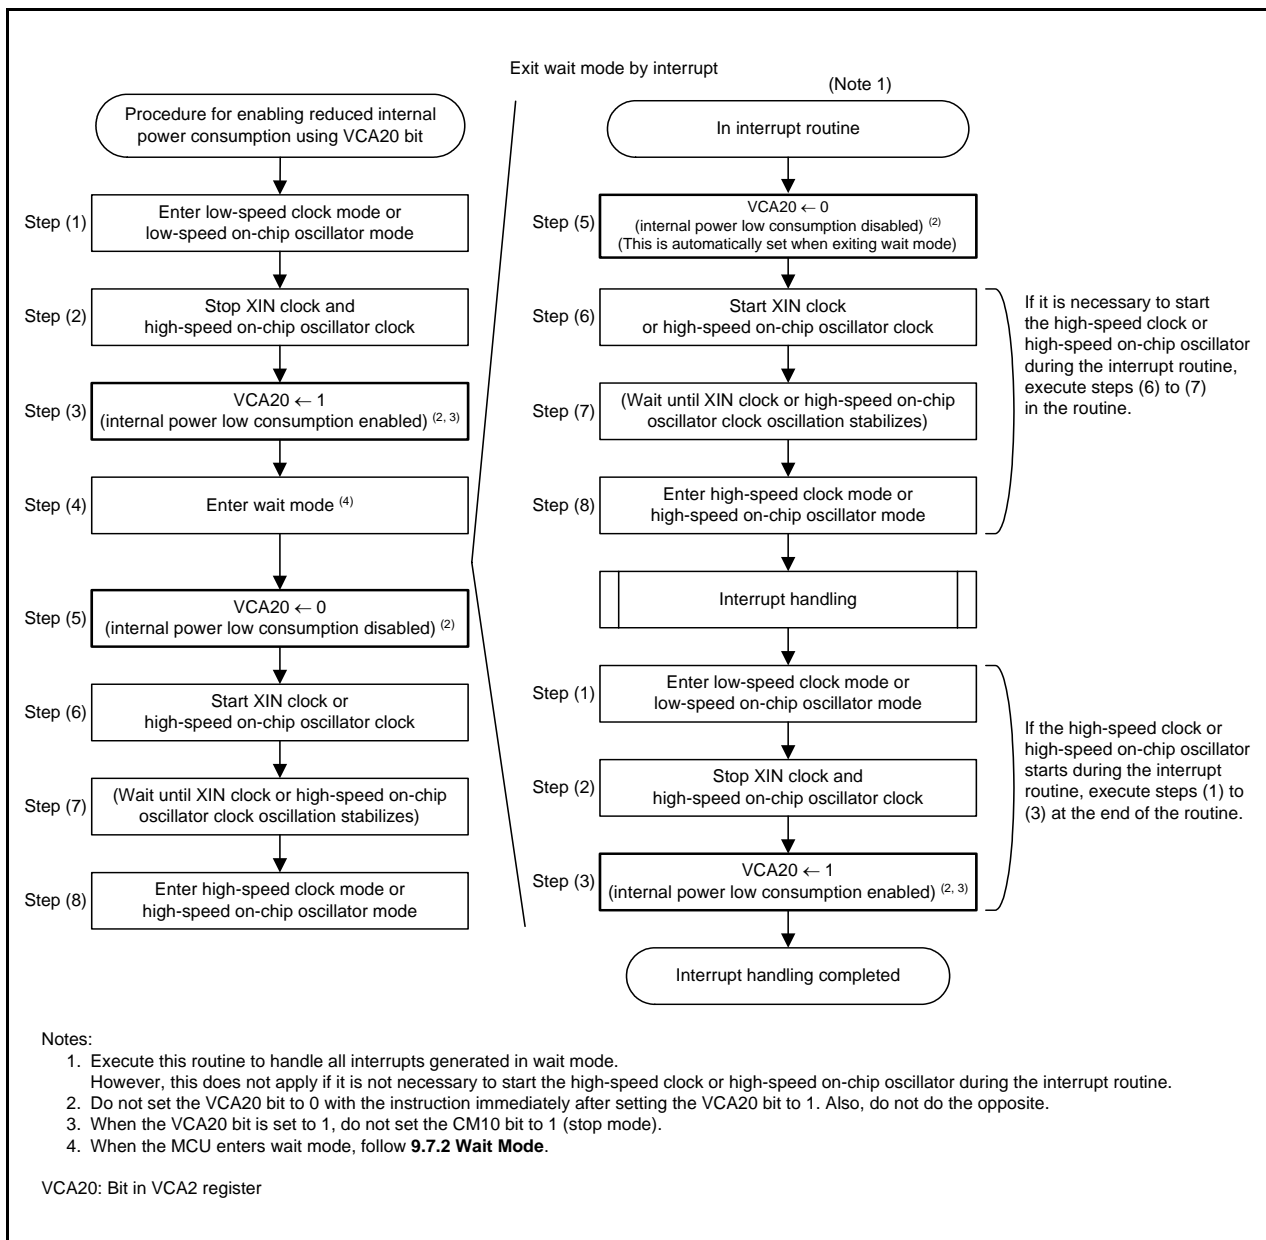 Exit wait mode by interrupt
(Note 1)
Procedure for enabling reduced internal
power consumption using VCA20 bit
Step (1)
Enter low-speed clock mode or
low-speed on-chip oscillator mode
Step (2)
Stop XIN clock and
high-speed on-chip oscillator clock
Step (3)
VCA20 ← 1
(internal power low consumption enabled) (2, 3)
Step (4)
Enter wait mode (4)
Step (5)
VCA20 ← 0
(internal power low consumption disabled) (2)
Step (6)
Start XIN clock or
high-speed on-chip oscillator clock
Step (7)
(Wait until XIN clock or high-speed on-chip
oscillator clock oscillation stabilizes)
Step (8)
Enter high-speed clock mode or
high-speed on-chip oscillator mode
In interrupt routine
Step (5)
VCA20 ← 0
(internal power low consumption disabled) (2)
(This is automatically set when exiting wait mode)
Step (6)
Start XIN clock
or high-speed on-chip oscillator clock
Step (7)
(Wait until XIN clock or high-speed on-chip
oscillator clock oscillation stabilizes)
Step (8)
Enter high-speed clock mode or
high-speed on-chip oscillator mode
If it is necessary to start
the high-speed clock or
high-speed on-chip oscillator
during the interrupt routine,
execute steps (6) to (7)
in the routine.
Interrupt handling
Step (1)
Enter low-speed clock mode or
low-speed on-chip oscillator mode
Step (2)
Stop XIN clock and
high-speed on-chip oscillator clock
Step (3)
VCA20 ← 1
(internal power low consumption enabled) (2, 3)
If the high-speed clock or
high-speed on-chip oscillator
starts during the interrupt
routine, execute steps (1) to
(3) at the end of the routine.
Interrupt handling completed
Notes:
1. Execute this routine to handle all interrupts generated in wait mode.
However, this does not apply if it is not necessary to start the high-speed clock or high-speed on-chip oscillator during the interrupt routine.
2. Do not set the VCA20 bit to 0 with the instruction immediately after setting the VCA20 bit to 1. Also, do not do the opposite.
3. When the VCA20 bit is set to 1, do not set the CM10 bit to 1 (stop mode).
4. When the MCU enters wait mode, follow 9.7.2 Wait Mode.
VCA20: Bit in VCA2 register